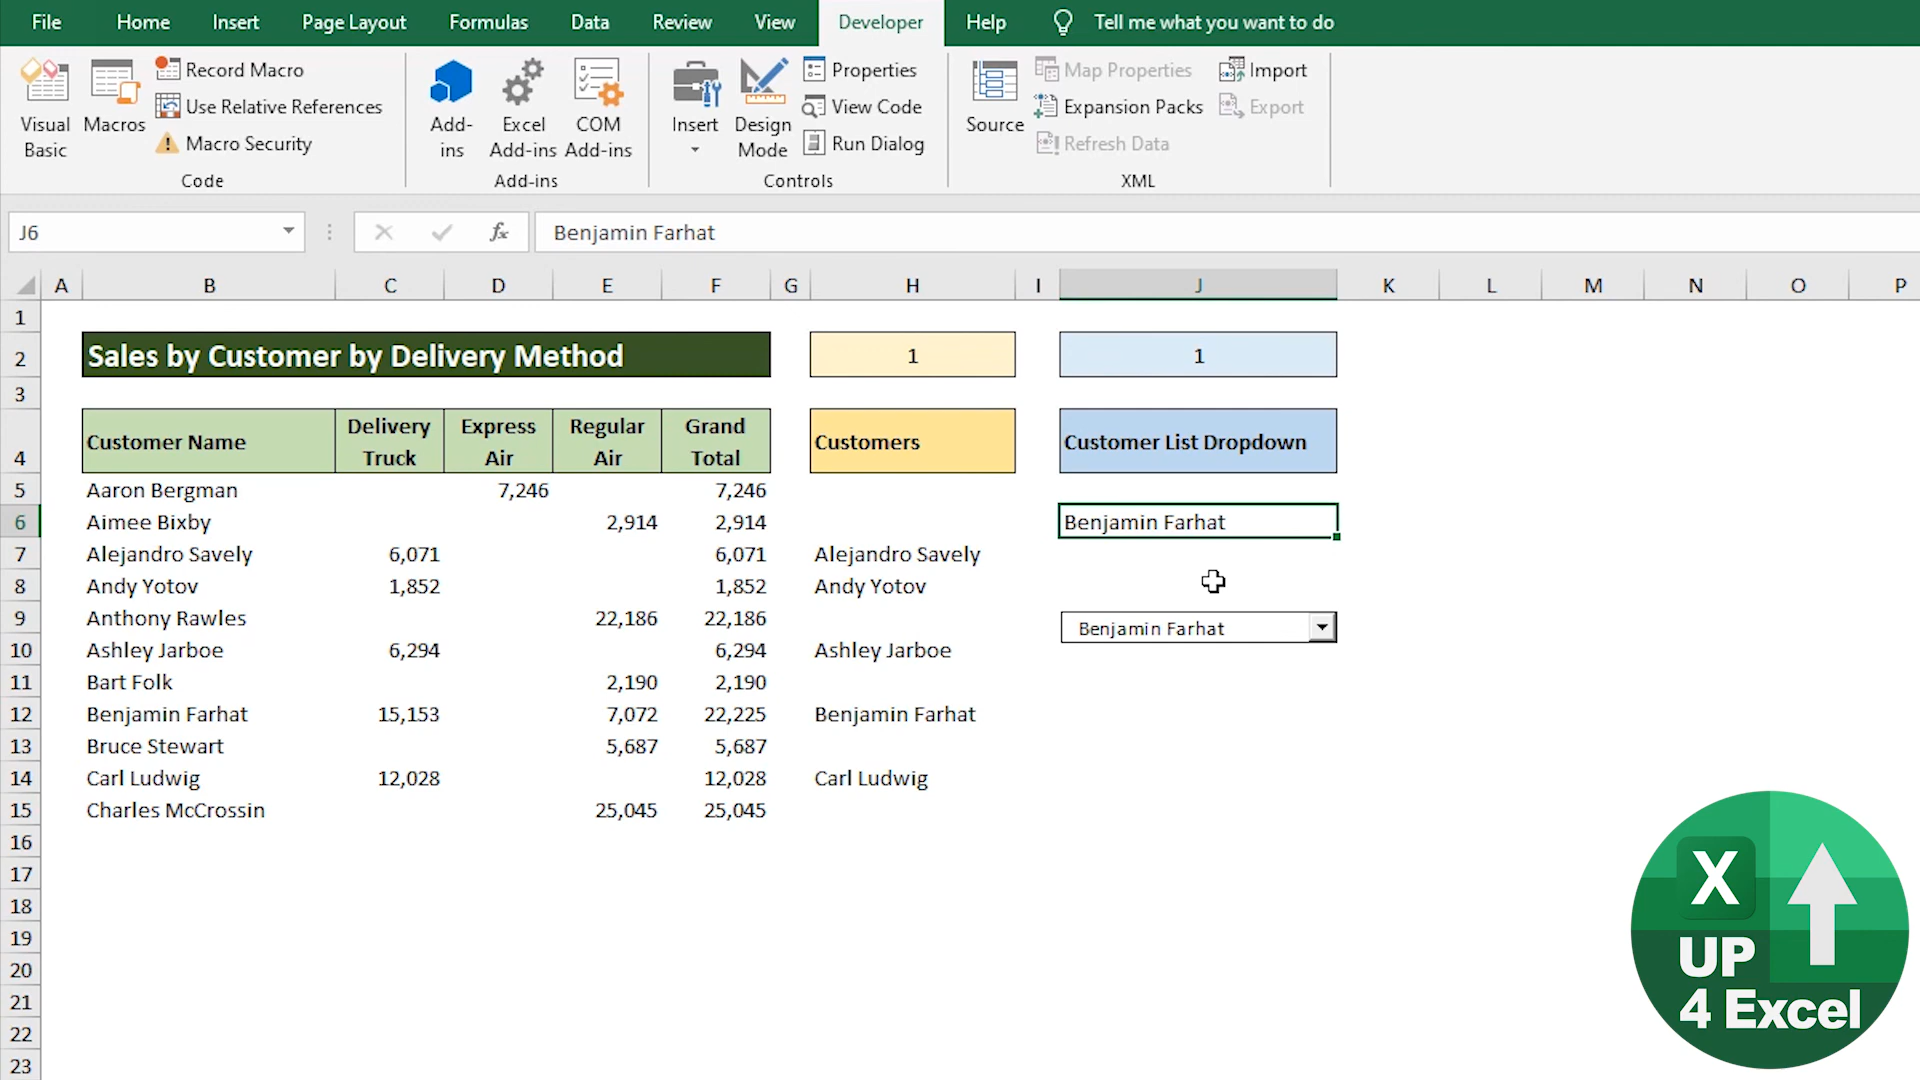 File Home Insert Page Layout Formulas Data Review View Developer Help Tell me what you want to do
Visual Basic
Macros
Record Macro
Use Relative References
Macro Security
Code
Add-ins
Excel Add-ins
COM Add-ins
Add-ins
Insert
Design Mode
Properties
View Code
Run Dialog
Controls
Source
Map Properties
Expansion Packs
Refresh Data
Import
Export
XML
J6 fx Benjamin Farhat
A B C D E F G H I J K L M N O P
1
2 Sales by Customer by Delivery Method 1 1
3
4 Customer Name Delivery Truck Express Air Regular Air Grand Total Customers Customer List Dropdown
5 Aaron Bergman 7,246 7,246
6 Aimee Bixby 2,914 2,914 Benjamin Farhat
7 Alejandro Savely 6,071 6,071 Alejandro Savely
8 Andy Yotov 1,852 1,852 Andy Yotov
9 Anthony Rawles 22,186 22,186 Benjamin Farhat
10 Ashley Jarboe 6,294 6,294 Ashley Jarboe
11 Bart Folk 2,190 2,190
12 Benjamin Farhat 15,153 7,072 22,225 Benjamin Farhat
13 Bruce Stewart 5,687 5,687
14 Carl Ludwig 12,028 12,028 Carl Ludwig
15 Charles McCrossin 25,045 25,045
16
17
18
19
20
21
22
23
X
UP
4 Excel